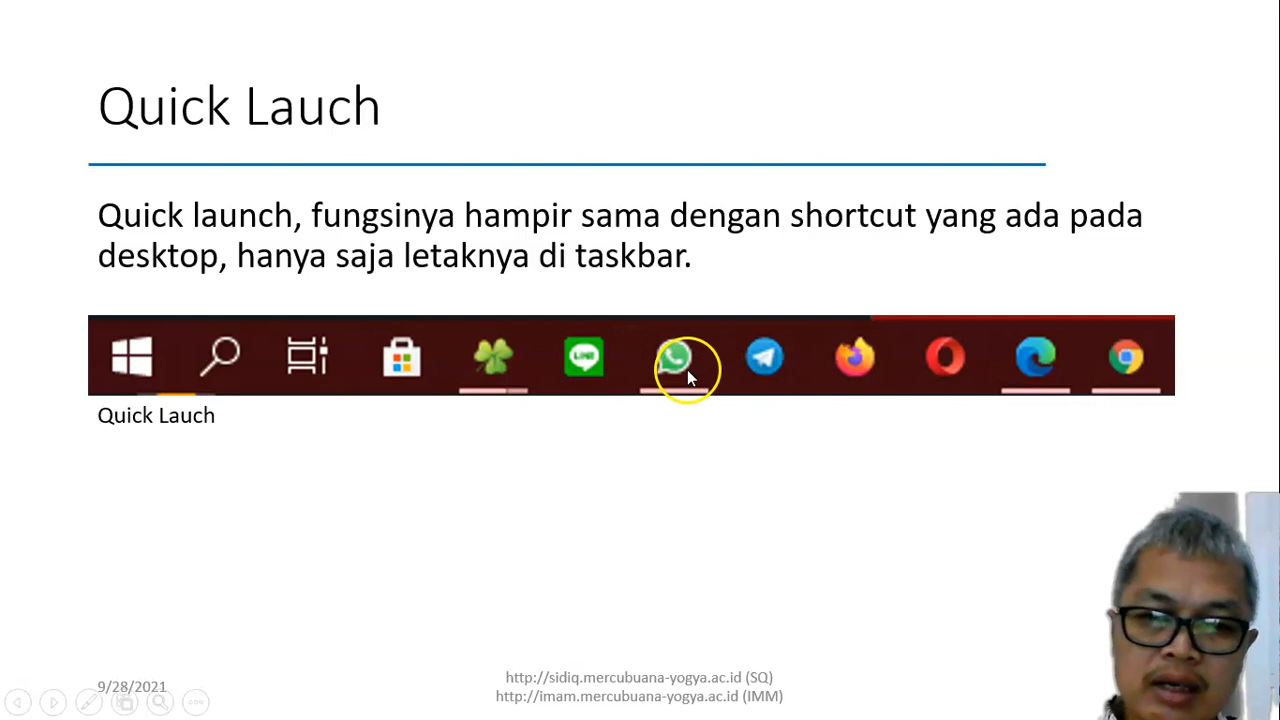 Quick Lauch
Quick launch, fungsinya hampir sama dengan shortcut yang ada pada
desktop, hanya saja letaknya di taskbar.
LINE
Quick Lauch
9/28/2021
http://sidiq.mercubuana-yogya.ac.id (SQ)
http://imam.mercubuana-yogya.ac.id (IMM)